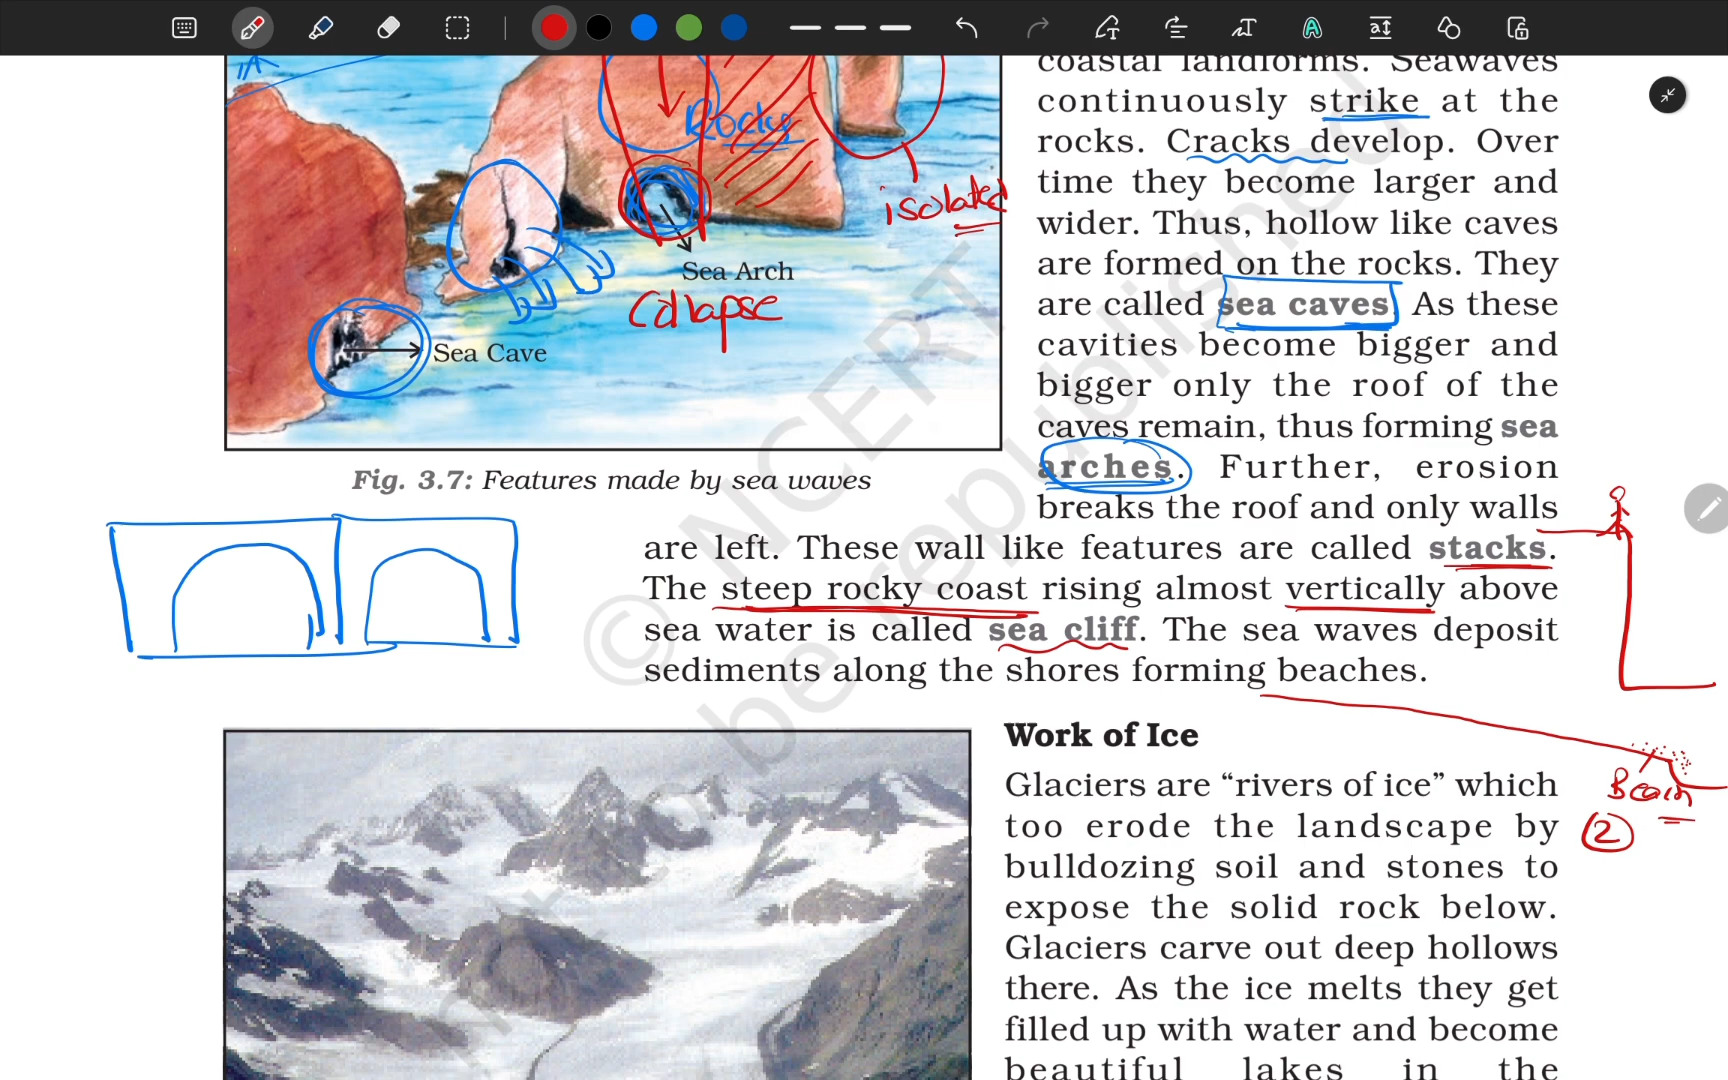 coastal landforms. Seawaves
continuously strike at the
rocks. Cracks develop. Over
time they become larger and
wider. Thus, hollow like caves
are formed on the rocks. They
are called sea caves. As these
cavities become bigger and
bigger only the roof of the
caves remain, thus forming sea
arches. Further, erosion
breaks the roof and only walls
are left. These wall like features are called stacks.
The steep rocky coast rising almost vertically above
sea water is called sea cliff. The sea waves deposit
sediments along the shores forming beaches.
Rocky
isolated
Sea Arch
Collapse
Sea Cave
Fig. 3.7: Features made by sea waves
Beach
2
Work of Ice
Glaciers are “rivers of ice” which
too erode the landscape by
bulldozing soil and stones to
expose the solid rock below.
Glaciers carve out deep hollows
there. As the ice melts they get
filled up with water and become
beautiful lakes in the
© NCERT
be republished